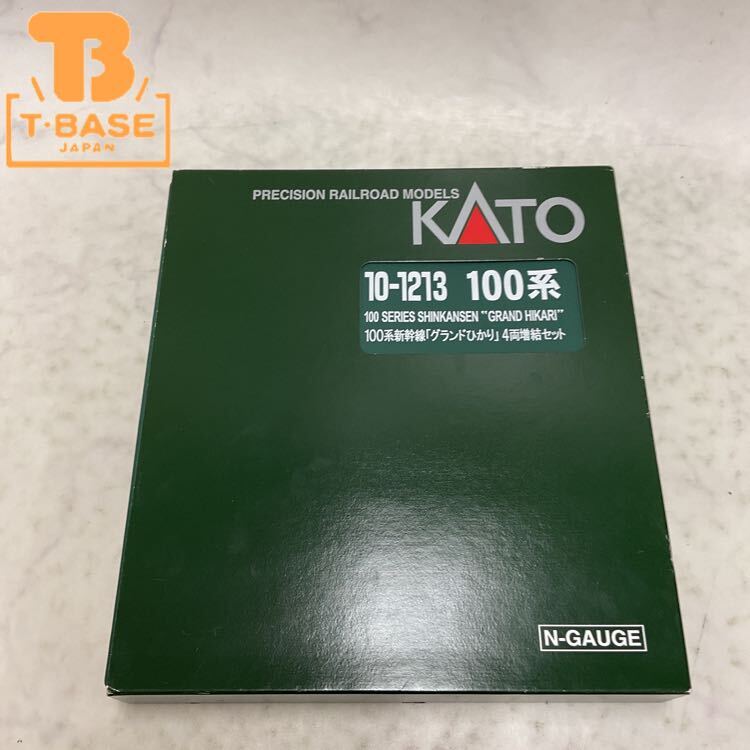 T·BASE
JAPAN
PRECISION RAILROAD MODELS
KATO
10-1213 100系
100 SERIES SHINKANSEN "GRAND HIKARI"
100系新幹線「グランドひかり」4両増結セット
N-GAUGE